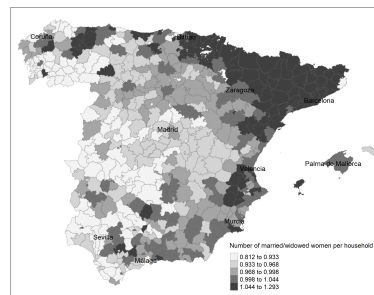 Coruña
Bilbao
Zaragoza
Barcelona
Madrid
Valencia
Palma de Mallorca
Murcia
Sevilla
Málaga
Number of married/widowed women per household
0.812 to 0.933
0.933 to 0.968
0.968 to 0.998
0.998 to 1.044
1.044 to 1.293